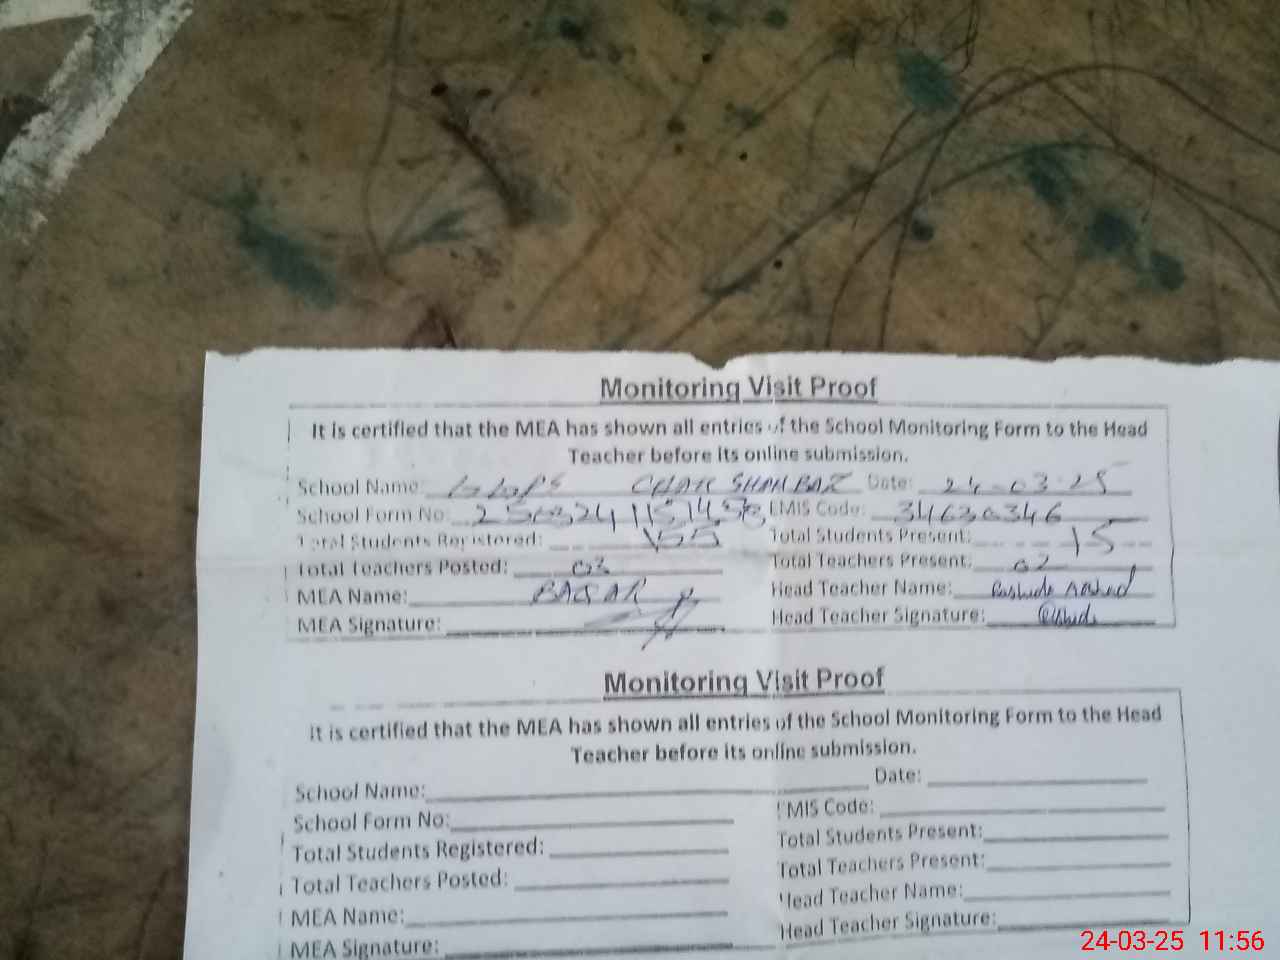 Monitoring Visit Proof
It is certified that the MEA has shown all entries of the School Monitoring Form to the Head
Teacher before its online submission.
School Name: CHAK SHAHBAZ Date: 24-03-25
School Form No: EMIS Code: 34630346
Total Students Registered: 155 Total Students Present: 15
Total Teachers Posted: 03 Total Teachers Present: 02
MEA Name: BAQAR Head Teacher Name: Rashida Arshad
MEA Signature: Head Teacher Signature: Rashida
Monitoring Visit Proof
It is certified that the MEA has shown all entries of the School Monitoring Form to the Head
Teacher before its online submission.
School Name: Date:
School Form No: EMIS Code:
Total Students Registered: Total Students Present:
Total Teachers Posted: Total Teachers Present:
MEA Name: Head Teacher Name:
MEA Signature: Head Teacher Signature:
24-03-25 11:56